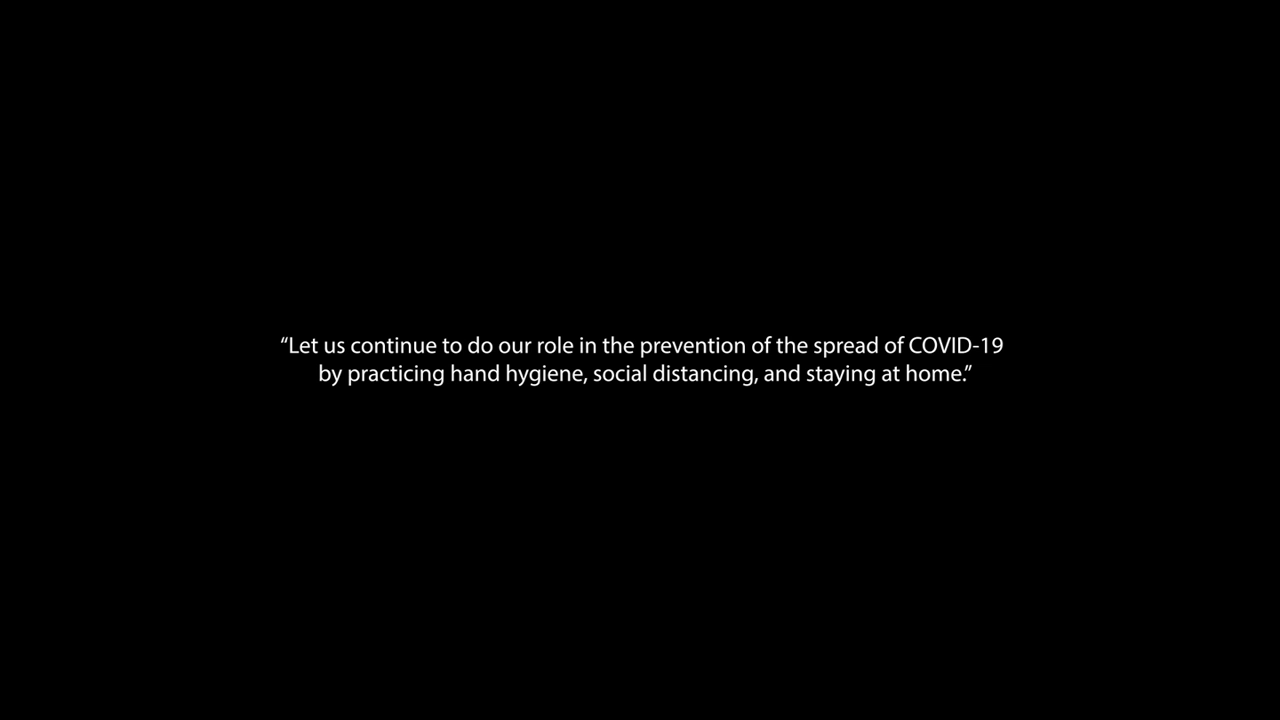 “Let us continue to do our role in the prevention of the spread of COVID-19
by practicing hand hygiene, social distancing, and staying at home.”